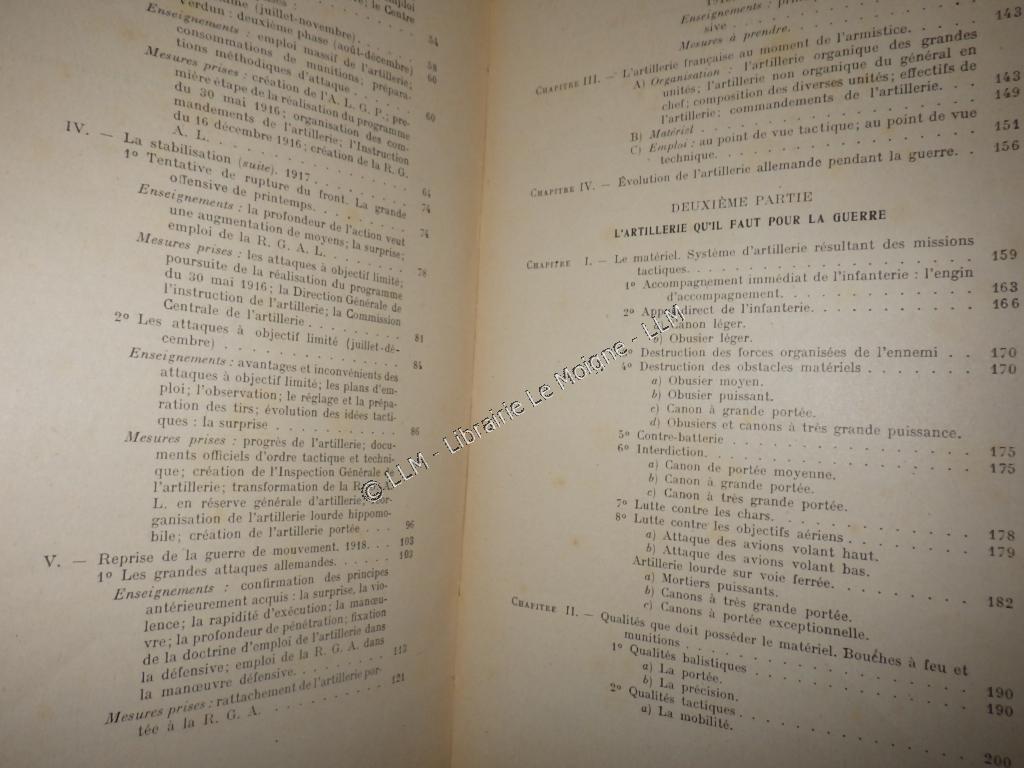 emploi
le Centre
(juillet-novembre)
54
Verdun : deuxième phase (août-décembre)
58
Enseignements : emploi massif de l'artillerie;
60
consommations de munitions; prépara-
tions méthodiques d'attaque
60
Mesures prises : création de l'A. L. G. P.; pre-
mière étape de la réalisation du programme
du 30 mai 1916; organisation des com-
mandements de l'artillerie; l'Instruction
du 16 décembre 1916; création de la R. G.
A. L. 64
IV. — La stabilisation (suite). 1917 74
1º Tentative de rupture du front. La grande
offensive de printemps. 74
Enseignements : la profondeur de l'action veut
une augmentation de moyens; la surprise;
emploi de la R. G. A. L. 78
Mesures prises : les attaques à objectif limité;
poursuite de la réalisation du programme
du 30 mai 1916; la Direction Générale de
l'instruction de l'artillerie; la Commission
Centrale de l'artillerie 81
2º Les attaques à objectif limité (juillet-dé-
cembre) 84
Enseignements : avantages et inconvénients des
attaques à objectif limité; les plans d'em-
ploi; l'observation; le réglage et la prépa-
ration des tirs; évolution des idées tacti-
ques : la surprise 86
Mesures prises : progrès de l'artillerie; docu-
ments officiels d'ordre tactique et techni-
que; création de l'Inspection Générale de
l'artillerie; transformation de la R. G. A.
L. en réserve générale d'artillerie; or-
ganisation de l'artillerie lourde hippomo-
bile; création de l'artillerie portée 96
V. — Reprise de la guerre de mouvement. 1918. 103
1º Les grandes attaques allemandes. 103
Enseignements : confirmation des principes
antérieurement acquis : la surprise, la vio-
lence; la rapidité d'exécution; la manœu-
vre; la profondeur de pénétration; fixation
de la doctrine d'emploi de l'artillerie dans
la défensive; emploi de la R. G. A. dans
la manœuvre défensive. 113
Mesures prises : rattachement de l'artillerie por-
tée à la R. G. A. 121
Enseignements :
sive
Mesures à prendre. 143
CHAPITRE III. — L'artillerie française au moment de l'armistice.
A) Organisation : l'artillerie organique des grandes
unités; l'artillerie non organique du général en
chef; composition des diverses unités; effectifs de
l'artillerie; commandements de l'artillerie. 143
B) Matériel 149
C) Emploi : au point de vue tactique; au point de vue
technique. 151
CHAPITRE IV. — Évolution de l'artillerie allemande pendant la guerre. 156
DEUXIÈME PARTIE
L'ARTILLERIE QU'IL FAUT POUR LA GUERRE
CHAPITRE I. — Le matériel. Système d'artillerie résultant des missions
tactiques. 159
1º Accompagnement immédiat de l'infanterie : l'engin
d'accompagnement. 163
2º Appui direct de l'infanterie. 166
Canon léger.
b) Obusier léger.
3º Destruction des forces organisées de l'ennemi 170
4º Destruction des obstacles matériels 170
a) Obusier moyen.
b) Obusier puissant.
c) Canon à grande portée.
d) Obusiers et canons à très grande puissance.
5º Contre-batterie 175
6º Interdiction. 175
a) Canon de portée moyenne.
b) Canon à grande portée.
c) Canon à très grande portée.
7º Lutte contre les chars. 178
8º Lutte contre les objectifs aériens 179
a) Attaque des avions volant haut.
b) Attaque des avions volant bas.
Artillerie lourde sur voie ferrée. 182
a) Mortiers puissants.
b) Canons à très grande portée.
c) Canons à portée exceptionnelle.
CHAPITRE II. — Qualités que doit posséder le matériel. Bouches à feu et
munitions 190
1º Qualités balistiques 190
a) La portée.
b) La précision.
2º Qualités tactiques 200
a) La mobilité.
© LLM - Librairie Le Moigne - LLM